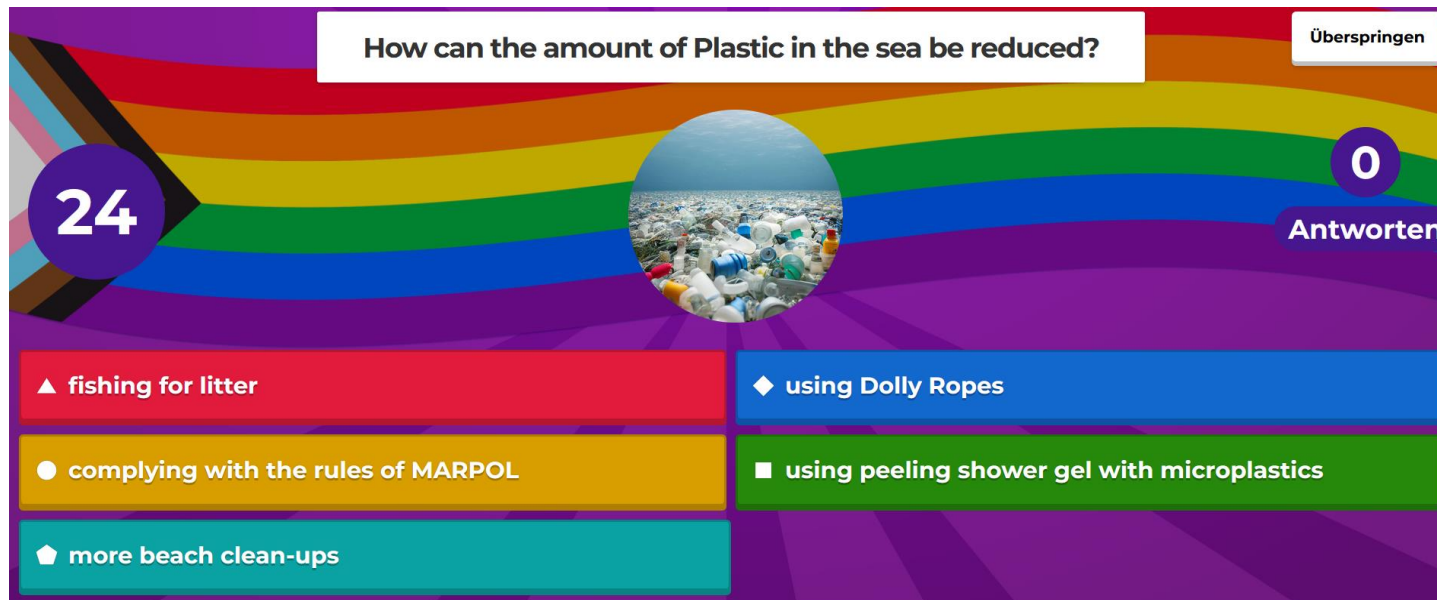 How can the amount of Plastic in the sea be reduced?
Überspringen
24
0
Antworten
fishing for litter
using Dolly Ropes
complying with the rules of MARPOL
using peeling shower gel with microplastics
more beach clean-ups